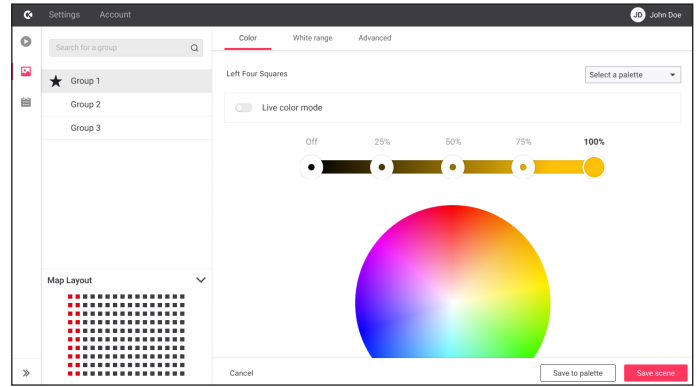 Settings Account JD John Doe
Search for a group
Color White range Advanced
Left Four Squares Select a palette
Group 1
Group 2
Group 3
Live color mode
Off 25% 50% 75% 100%
Map Layout
Cancel Save to palette Save scene